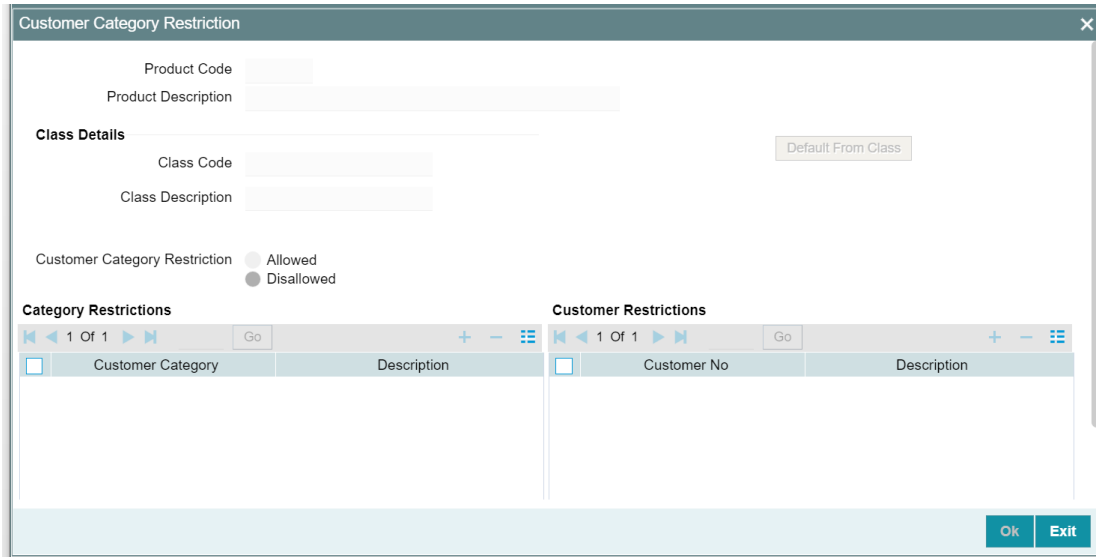 Customer Category Restriction
Product Code
Product Description
Class Details
Default From Class
Class Code
Class Description
Customer Category Restriction Allowed
Disallowed
Category Restrictions
1 Of 1 Go
Customer Category Description
Customer Restrictions
1 Of 1 Go
Customer No Description
Ok Exit